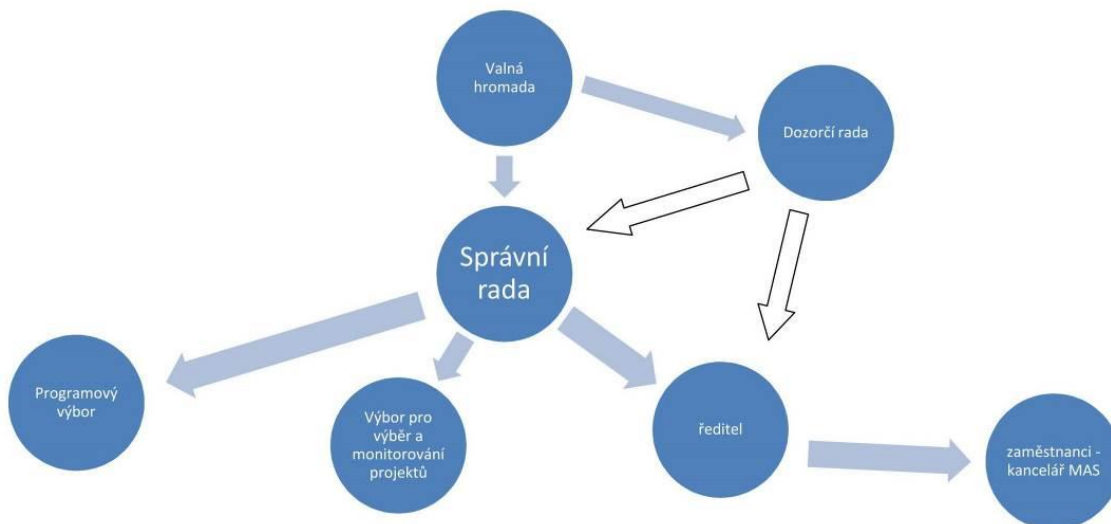 Valná
hromada
Dozorčí rada
Správní
rada
Programový
výbor
Výbor pro
výběr a
monitorování
projektů
ředitel
zaměstnanci -
kancelář MAS